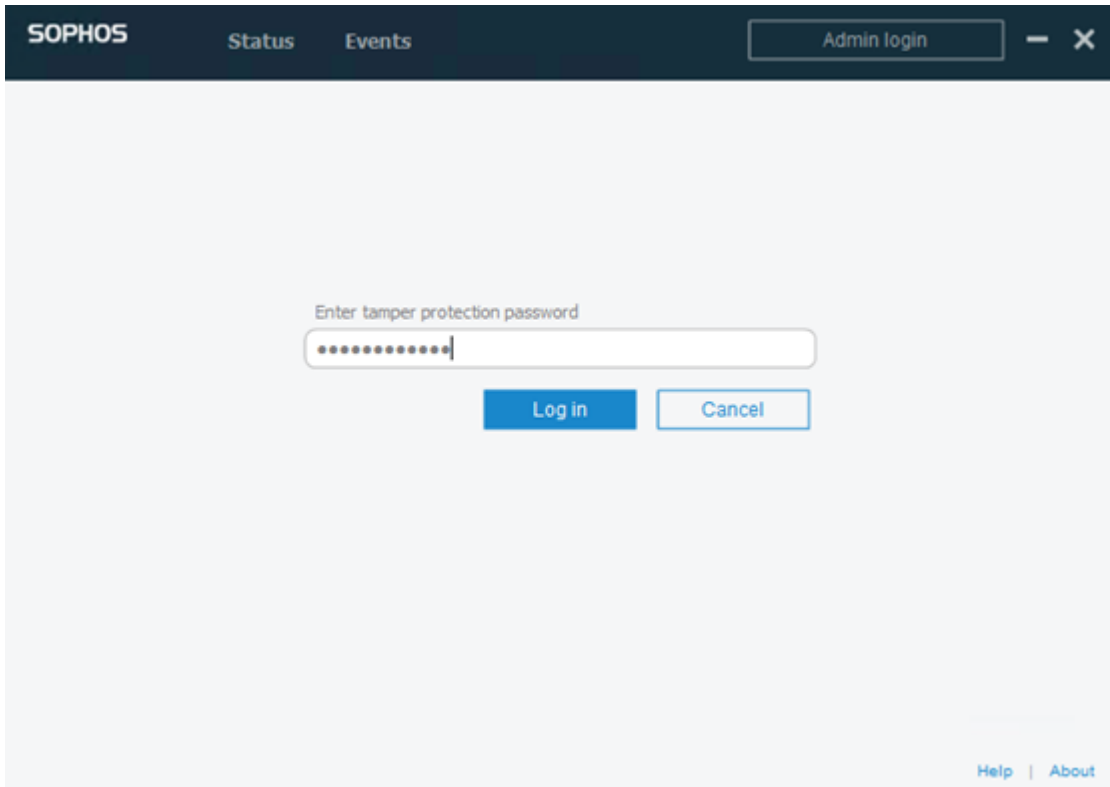 SOPHOS Status Events Admin login
Enter tamper protection password
••••••••••••
Log in Cancel
Help | About